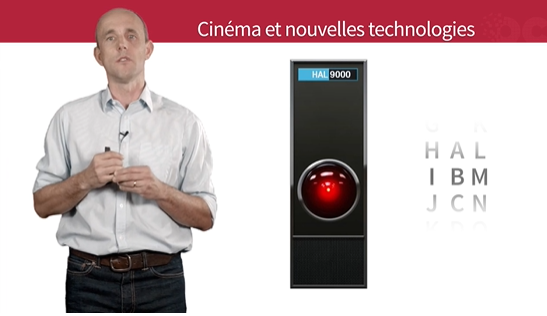 Cinéma et nouvelles technologies
HAL 9000
H A L
I B M
J C N